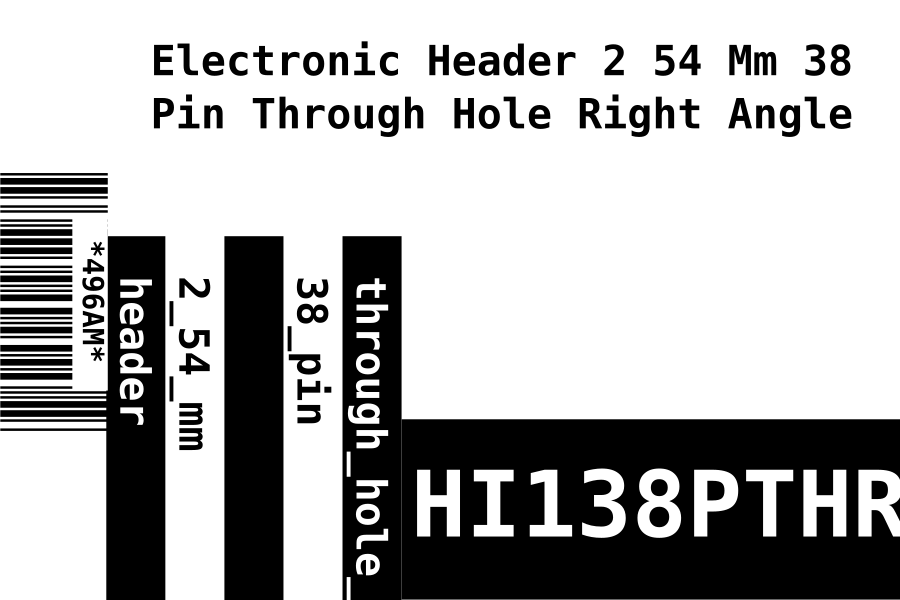 Electronic Header 2 54 Mm 38
Pin Through Hole Right Angle
*496AM*
header
2_54_mm
38_pin
through_hole_
HI138PTHR